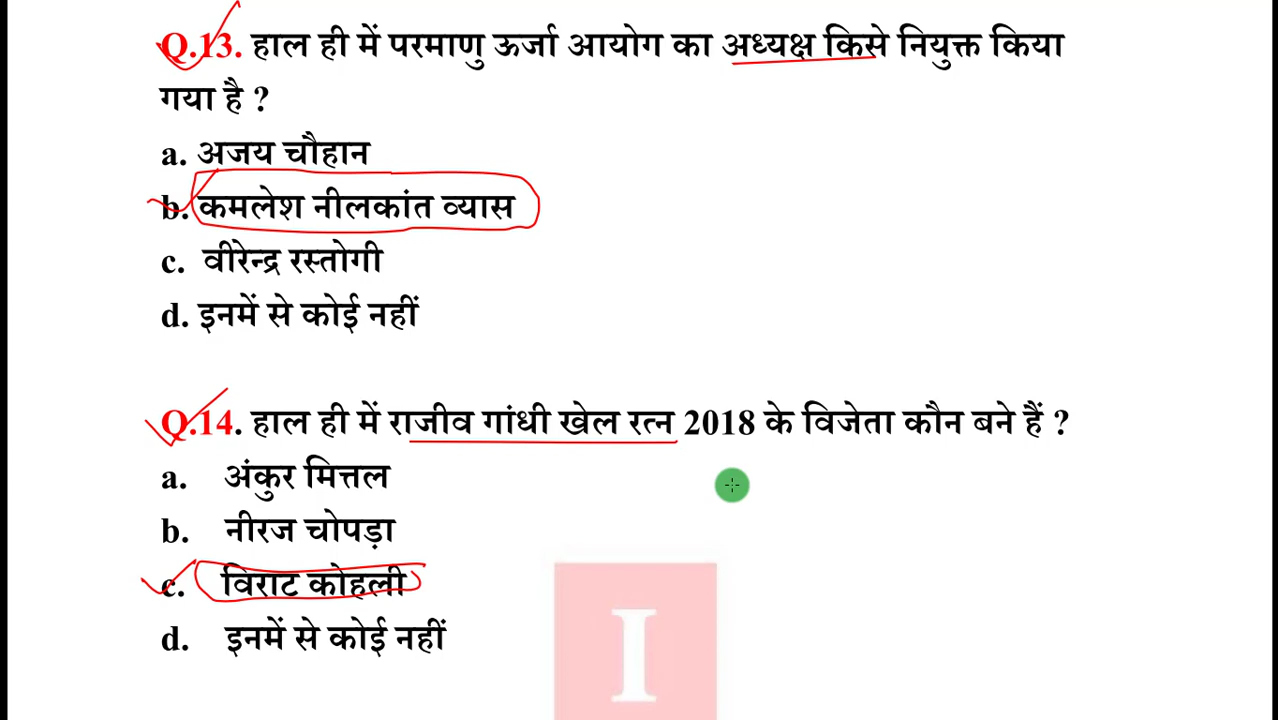 Q.13. हाल ही में परमाणु ऊर्जा आयोग का अध्यक्ष किसे नियुक्त किया
गया है ?
a. अजय चौहान
b. कमलेश नीलकांत व्यास
c. वीरेन्द्र रस्तोगी
d. इनमें से कोई नहीं
Q.14. हाल ही में राजीव गांधी खेल रत्न 2018 के विजेता कौन बने हैं ?
a. अंकुर मित्तल
b. नीरज चोपड़ा
c. विराट कोहली
d. इनमें से कोई नहीं
I